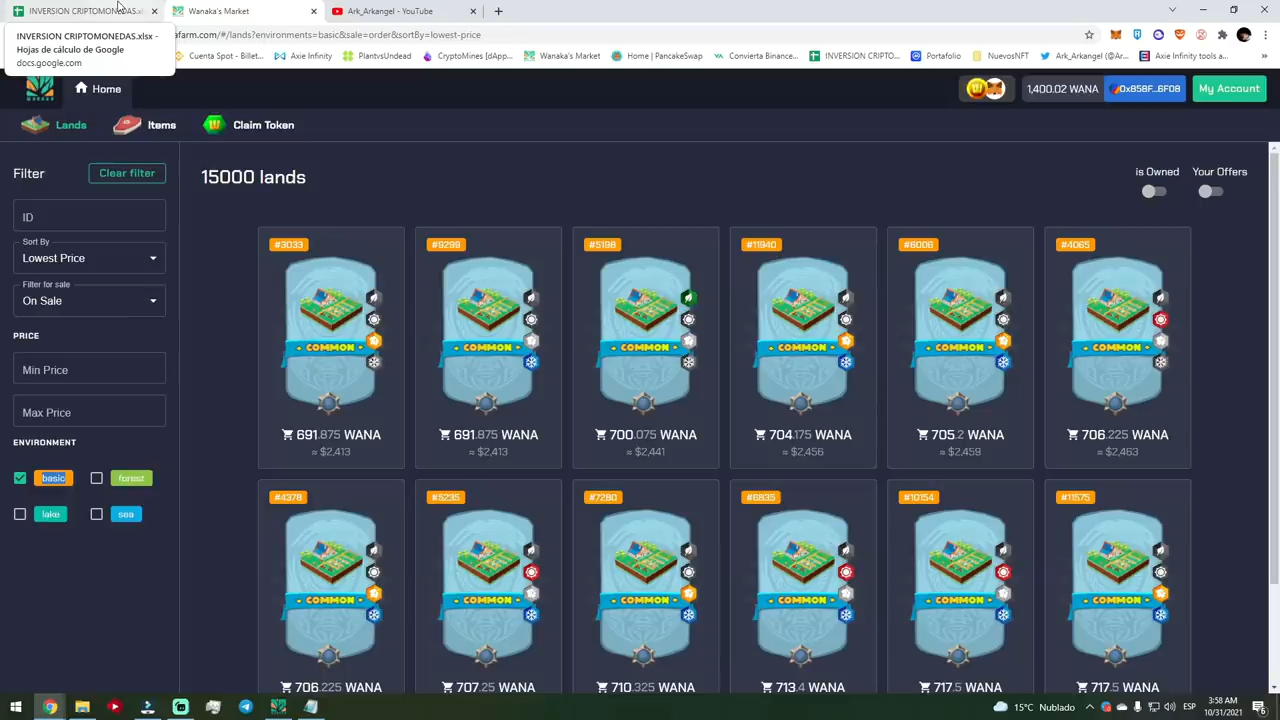 INVERSION CRIPTOMONEDAS.xlsx
Wanaka's Market
Ark_Arkangel - YouTube
INVERSION CRIPTOMONEDAS.xlsx -
Hojas de cálculo de Google
docs.google.com
afarm.com/#/lands?environments=basic&sale=order&sortBy=lowest-price
Cuenta Spot - Billet...
Axie Infinity
PlantsVsUndead
CryptoMines [dApp...
Wanaka's Market
Home | PancakeSwap
Convierta Binance...
INVERSION CRIPTO...
Portafolio
NuevosNFT
Ark_Arkangel (@Ar...
Axie Infinity tools a...
»
WANAKA
Home
1,400.02 WANA
0x858F...6F08
My Account
Lands
Items
Claim Token
Filter
Clear filter
ID
Sort By
Lowest Price
Filter for sale
On Sale
PRICE
Min Price
Max Price
ENVIRONMENT
basic
forest
lake
sea
15000 lands
is Owned
Your Offers
#3033
#9299
#5198
#11940
#6006
#4065
COMMON
COMMON
COMMON
COMMON
COMMON
COMMON
691.875 WANA
691.875 WANA
700.075 WANA
704.175 WANA
705.2 WANA
706.225 WANA
≈ $2,413
≈ $2,413
≈ $2,441
≈ $2,456
≈ $2,459
≈ $2,463
#4378
#5235
#7280
#6835
#10154
#11575
COMMON
COMMON
COMMON
COMMON
COMMON
COMMON
706.225 WANA
707.25 WANA
710.325 WANA
713.4 WANA
717.5 WANA
717.5 WANA
15°C Nublado
ESP
3:58 AM
10/31/2021